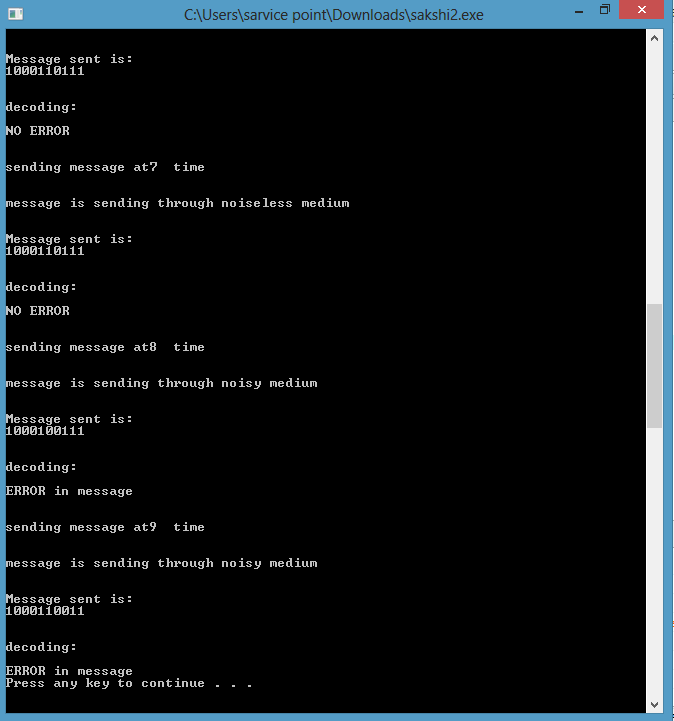 C:\Users\sarvice point\Downloads\sakshi2.exe
Message sent is:
1000110111
decoding:
NO ERROR
sending message at7  time
message is sending through noiseless medium
Message sent is:
1000110111
decoding:
NO ERROR
sending message at8  time
message is sending through noisy medium
Message sent is:
1000100111
decoding:
ERROR in message
sending message at9  time
message is sending through noisy medium
Message sent is:
1000110011
decoding:
ERROR in message
Press any key to continue . . .